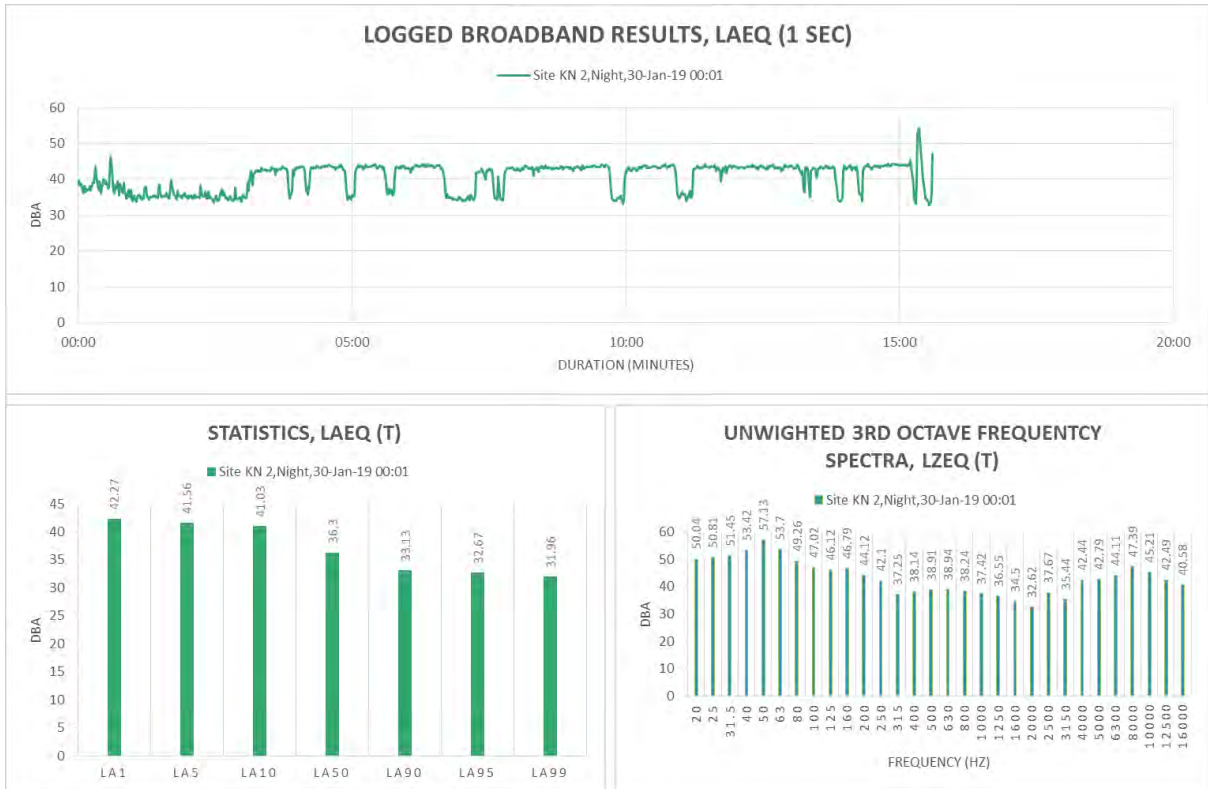 LOGGED BROADBAND RESULTS, LAEQ (1 SEC)
Site KN 2,Night,30-Jan-19 00:01
60
50
40
30
20
10
0
DBA
00:00 05:00 10:00 15:00 20:00
DURATION (MINUTES)
STATISTICS, LAEQ (T)
Site KN 2,Night,30-Jan-19 00:01
42.27 41.56 41.03 36.3 33.13 32.67 31.96
45
40
35
30
25
20
15
10
5
0
DBA
LA1 LA5 LA10 LA50 LA90 LA95 LA99
UNWIGHTED 3RD OCTAVE FREQUENTCY
SPECTRA, LZEQ (T)
Site KN 2,Night,30-Jan-19 00:01
50.04 50.81 51.45 53.42 57.13 53.7 49.26 47.02 46.12 46.79 44.12 42.1 37.25 38.14 38.91 38.94 38.24 37.42 36.55 34.5 32.62 37.67 35.44 42.44 42.79 44.11 47.39 45.21 42.49 40.58
60
50
40
30
20
10
0
DBA
20 25 31.5 40 50 63 80 100 125 160 200 250 315 400 500 630 800 1000 1250 1600 2000 2500 3150 4000 5000 6300 8000 10000 12500 16000
FREQUENCY (HZ)